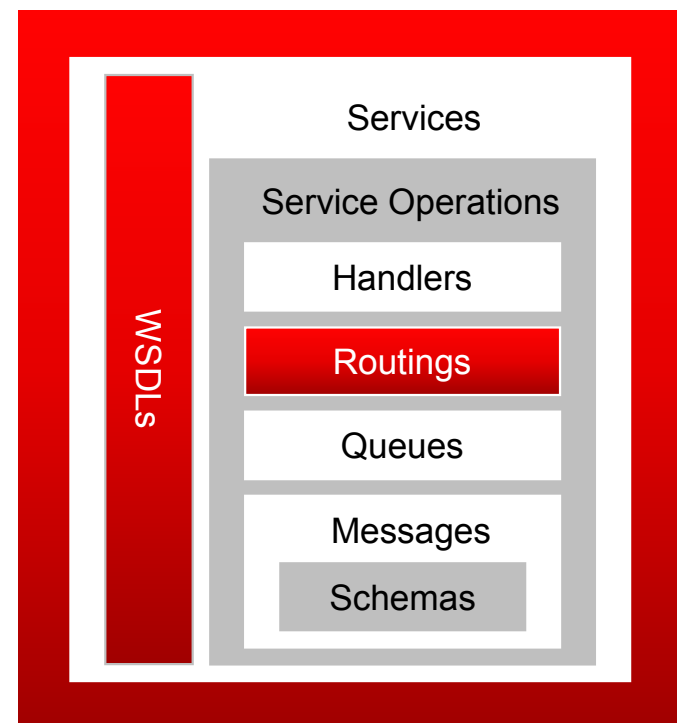 Services
Service Operations
Handlers
Routings
Queues
Messages
Schemas
WSDLs